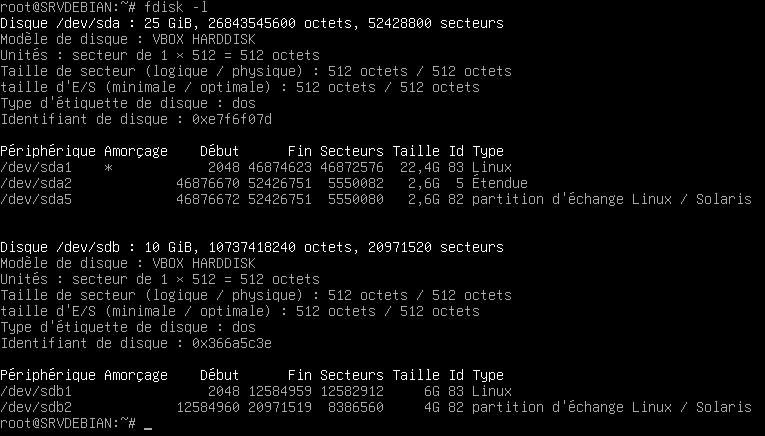 root@SRVDEBIAN:~# fdisk -l
Disque /dev/sda : 25 GiB, 26843545600 octets, 52428800 secteurs
Modèle de disque : VBOX HARDDISK
Unités : secteur de 1 × 512 = 512 octets
Taille de secteur (logique / physique) : 512 octets / 512 octets
taille d'E/S (minimale / optimale) : 512 octets / 512 octets
Type d'étiquette de disque : dos
Identifiant de disque : 0xe7f6f07d
Périphérique Amorçage Début Fin Secteurs Taille Id Type
/dev/sda1 * 2048 46874623 46872576 22,4G 83 Linux
/dev/sda2 46876670 52426751 5550082 2,6G 5 Étendue
/dev/sda5 46876672 52426751 5550080 2,6G 82 partition d'échange Linux / Solaris
Disque /dev/sdb : 10 GiB, 10737418240 octets, 20971520 secteurs
Modèle de disque : VBOX HARDDISK
Unités : secteur de 1 × 512 = 512 octets
Taille de secteur (logique / physique) : 512 octets / 512 octets
taille d'E/S (minimale / optimale) : 512 octets / 512 octets
Type d'étiquette de disque : dos
Identifiant de disque : 0x366a5c3e
Périphérique Amorçage Début Fin Secteurs Taille Id Type
/dev/sdb1 2048 12584959 12582912 6G 83 Linux
/dev/sdb2 12584960 20971519 8386560 4G 82 partition d'échange Linux / Solaris
root@SRVDEBIAN:~# _